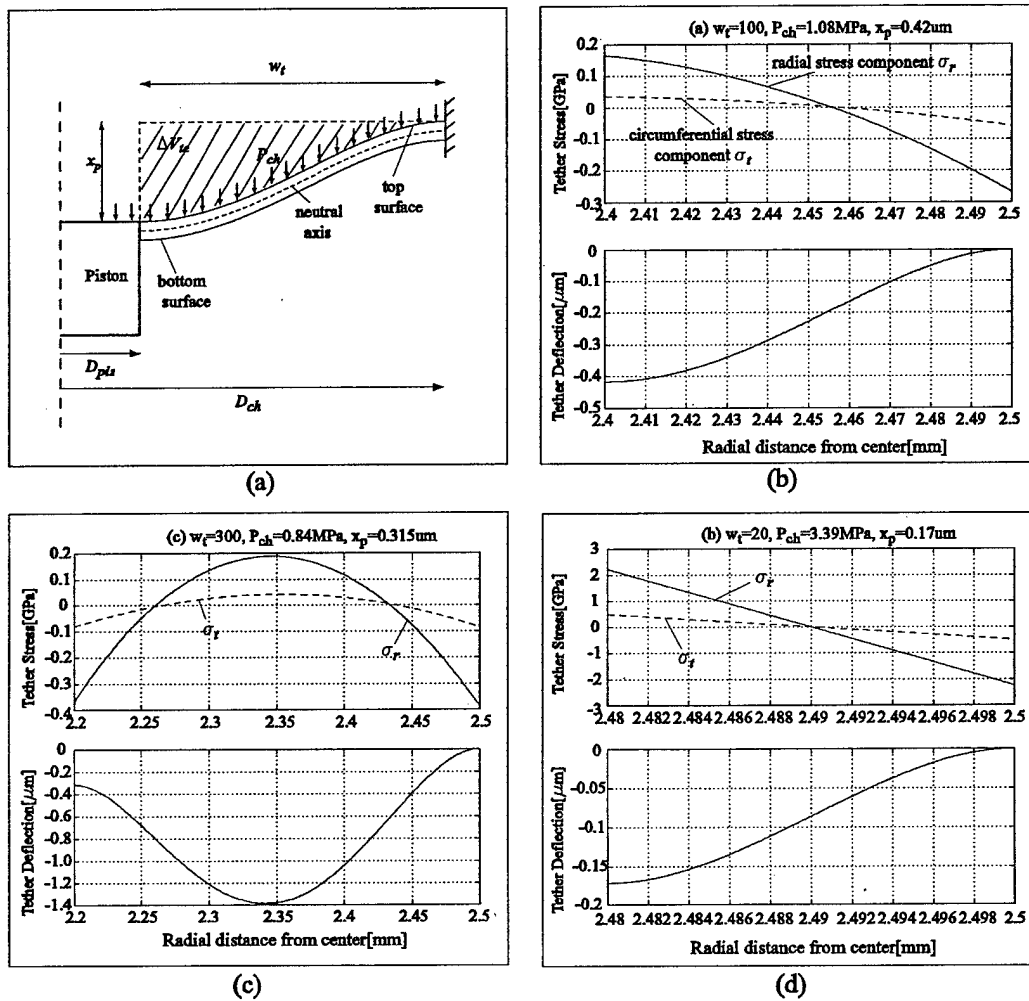 w_t
x_p
ΔV_te
P_ch
top
surface
neutral
axis
Piston
bottom
surface
D_pis
D_ch
(a)
(a) w_t=100, P_ch=1.08MPa, x_p=0.42um
Tether Stress[GPa]
0.2
0.1
0
-0.1
-0.2
-0.3
radial stress component σ_r
circumferential stress
component σ_t
2.4 2.41 2.42 2.43 2.44 2.45 2.46 2.47 2.48 2.49 2.5
Tether Deflection[μm]
0
-0.1
-0.2
-0.3
-0.4
-0.5
2.4 2.41 2.42 2.43 2.44 2.45 2.46 2.47 2.48 2.49 2.5
Radial distance from center[mm]
(b)
(c) w_t=300, P_ch=0.84MPa, x_p=0.315um
Tether Stress[GPa]
0.2
0.1
0
-0.1
-0.2
-0.3
-0.4
σ_t
σ_r
2.2 2.25 2.3 2.35 2.4 2.45 2.5
Tether Deflection[μm]
0
-0.2
-0.4
-0.6
-0.8
-1.0
-1.2
-1.4
2.2 2.25 2.3 2.35 2.4 2.45 2.5
Radial distance from center[mm]
(c)
(b) w_t=20, P_ch=3.39MPa, x_p=0.17um
Tether Stress[GPa]
3
2
1
0
-1
-2
-3
σ_r
σ_t
2.48 2.482 2.484 2.486 2.488 2.49 2.492 2.494 2.496 2.498 2.5
Tether Deflection[μm]
0
-0.05
-0.1
-0.15
-0.2
2.48 2.482 2.484 2.486 2.488 2.49 2.492 2.494 2.496 2.498 2.5
Radial distance from center[mm]
(d)